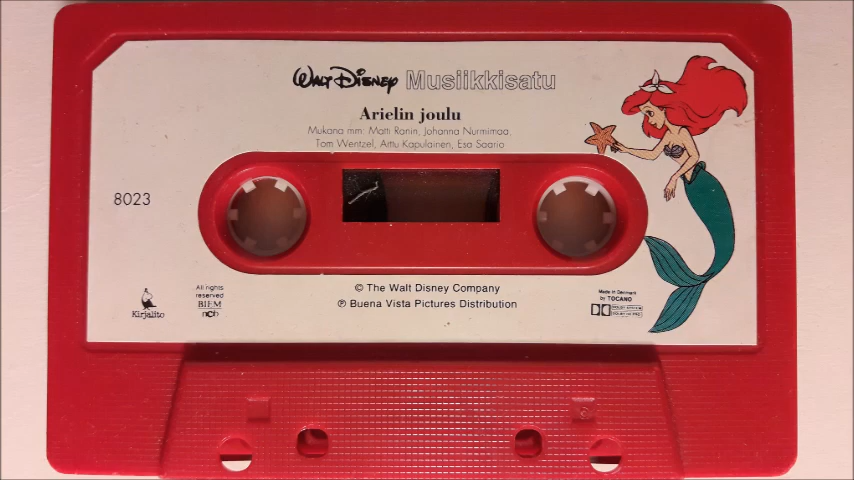 Walt Disney Musiikkisatu
Arielin joulu
Mukana mm: Matti Ranin, Johanna Nurmimaa,
Tom Wentzel, Arttu Kapulainen, Esa Saario
8023
© The Walt Disney Company
℗ Buena Vista Pictures Distribution
Kirjalito
All rights
reserved
BIEM
ncb
Made in Denmark
by TOCANO